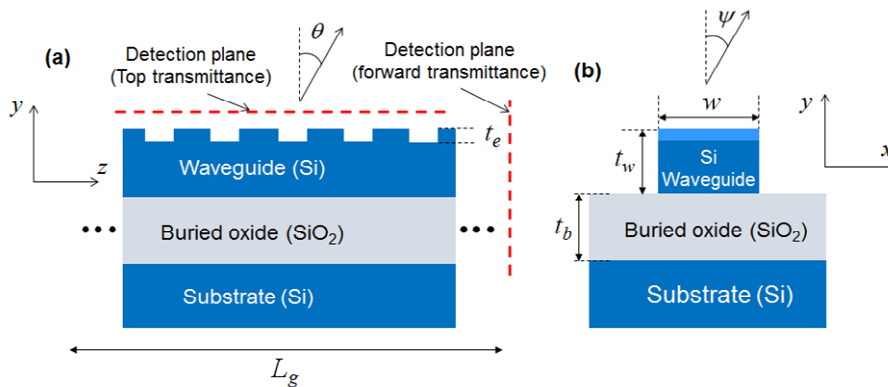 (a)
Detection plane
(Top transmittance)
θ
Detection plane
(forward transmittance)
y
z
t_e
Waveguide (Si)
Buried oxide (SiO₂)
Substrate (Si)
L_g
(b)
ψ
w
t_w
Si
Waveguide
y
x
t_b
Buried oxide (SiO₂)
Substrate (Si)